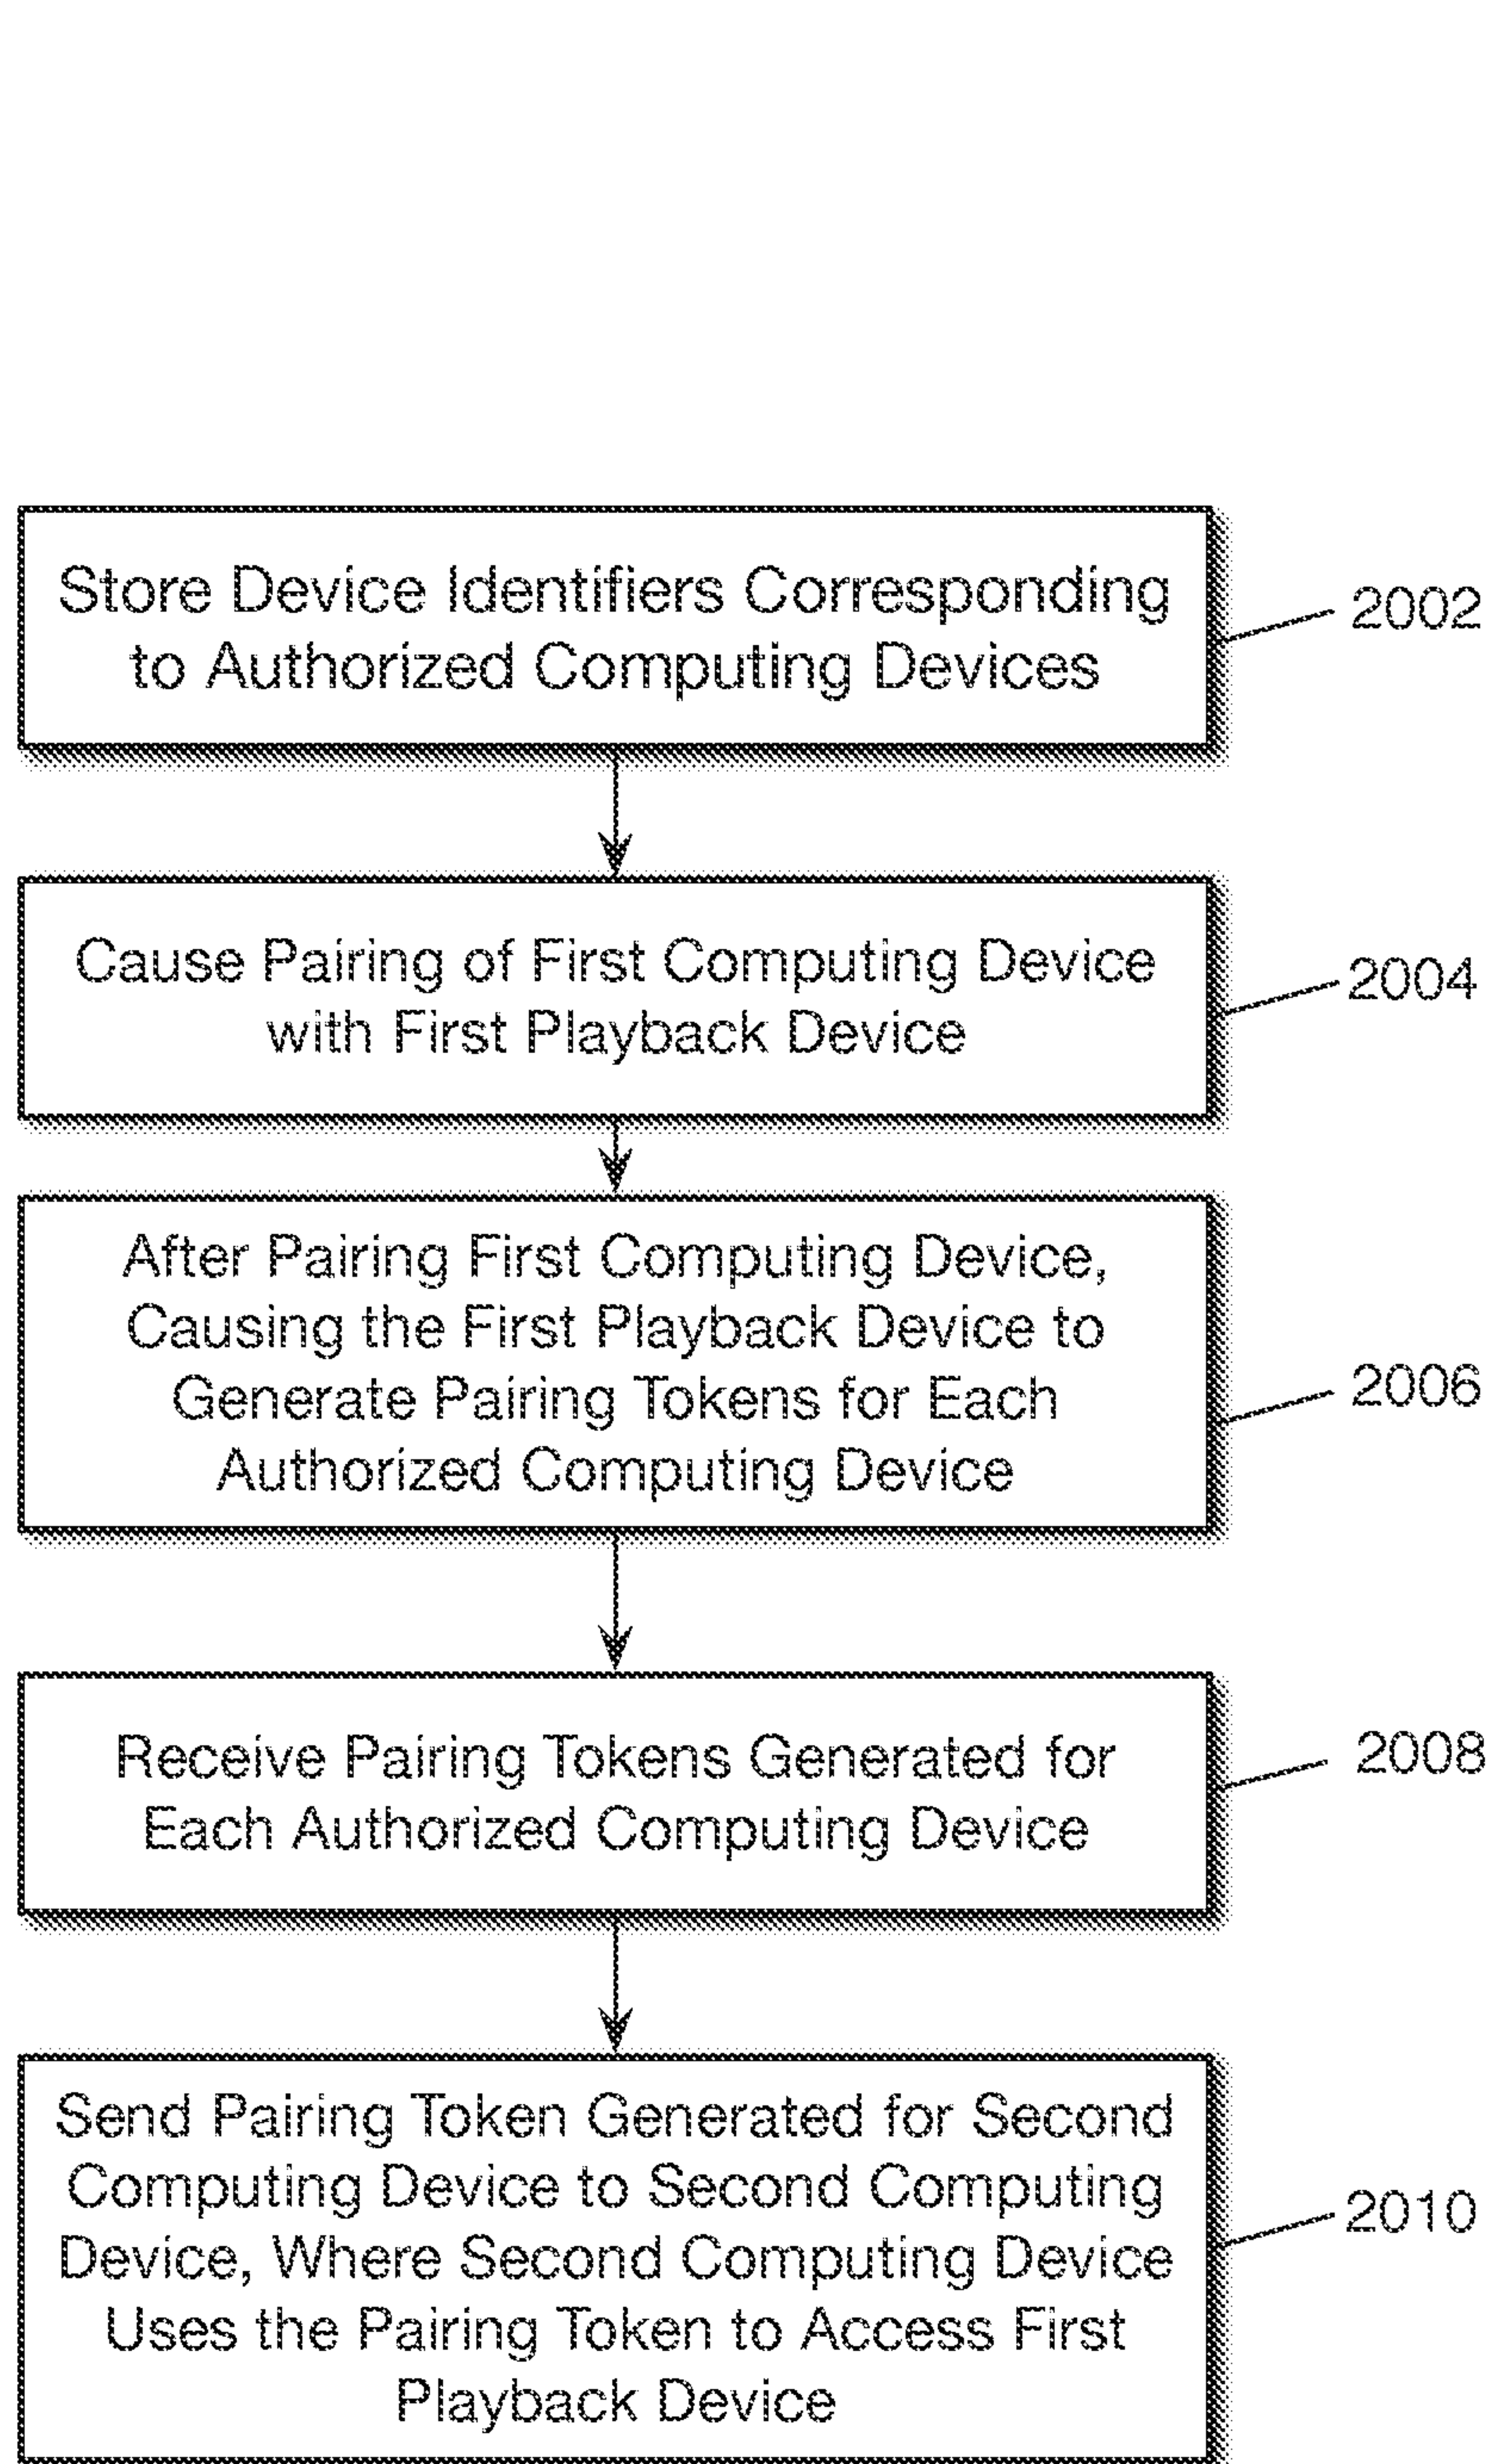 Store Device Identifiers Corresponding
to Authorized Computing Devices
2002
Cause Pairing of First Computing Device
with First Playback Device
2004
After Pairing First Computing Device,
Causing the First Playback Device to
Generate Pairing Tokens for Each
Authorized Computing Device
2006
Receive Pairing Tokens Generated for
Each Authorized Computing Device
2008
Send Pairing Token Generated for Second
Computing Device to Second Computing
Device, Where Second Computing Device
Uses the Pairing Token to Access First
Playback Device
2010